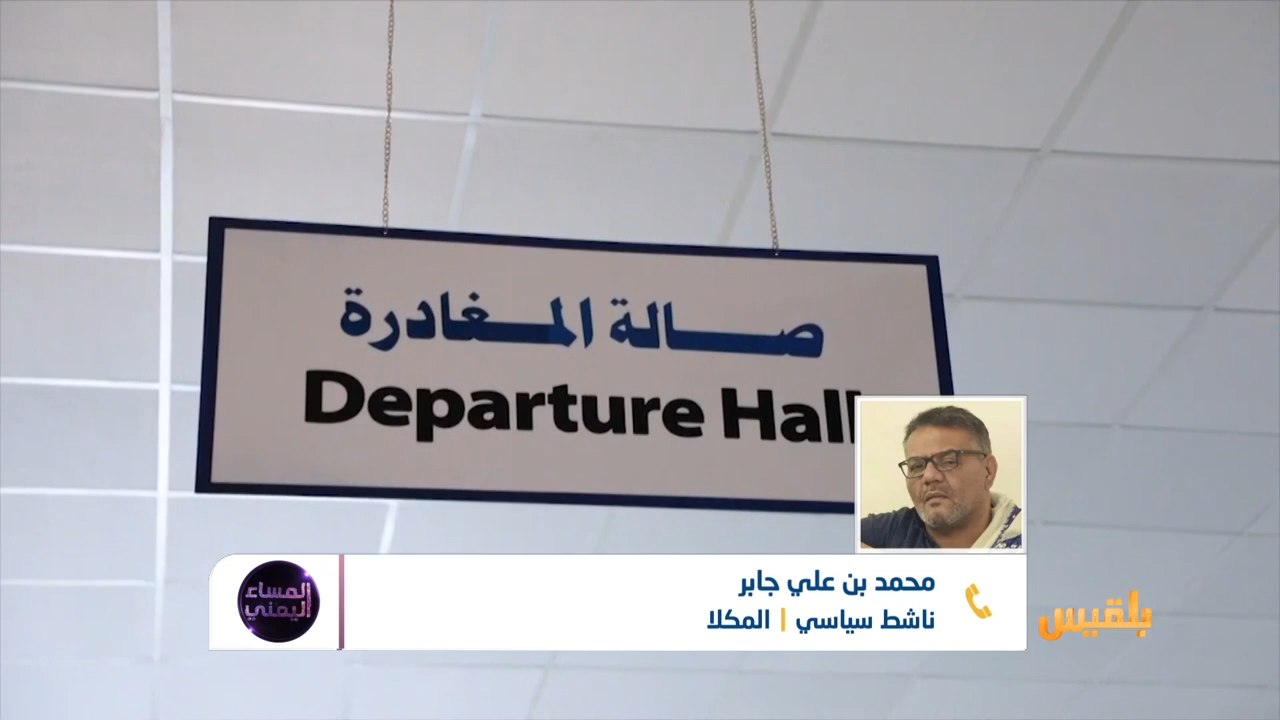 صالة المغادرة
Departure Hall
محمد بن علي جابر
ناشط سياسي | المكلا
المساء
اليمني
بلقيس